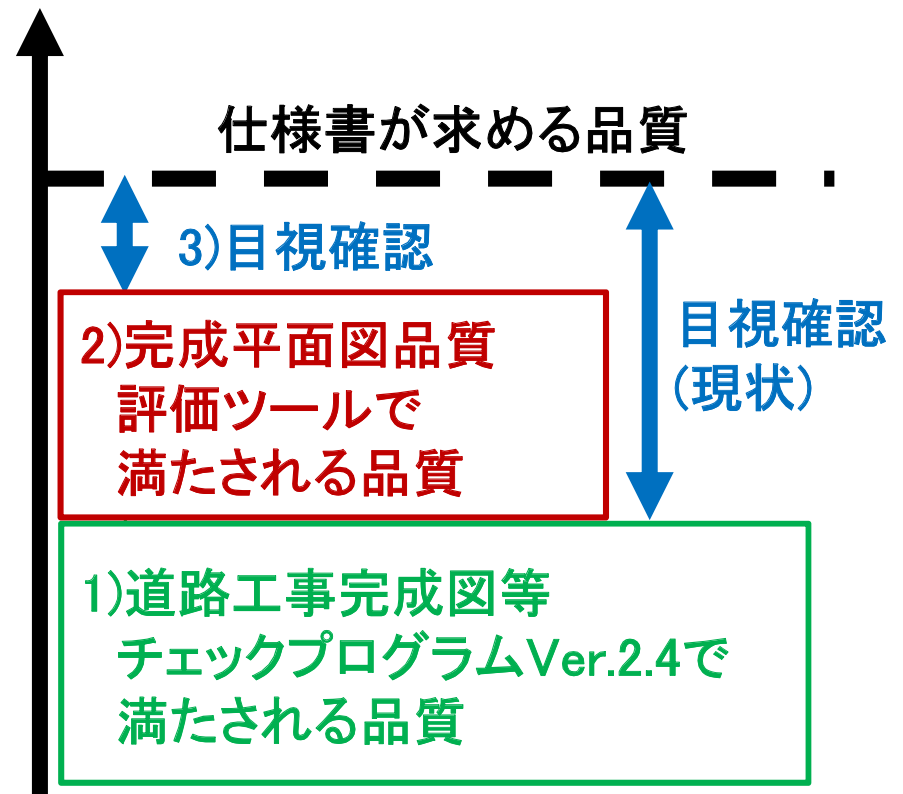 仕様書が求める品質
3)目視確認
目視確認
(現状)
2)完成平面図品質
評価ツールで
満たされる品質
1)道路工事完成図等
チェックプログラムVer.2.4で
満たされる品質